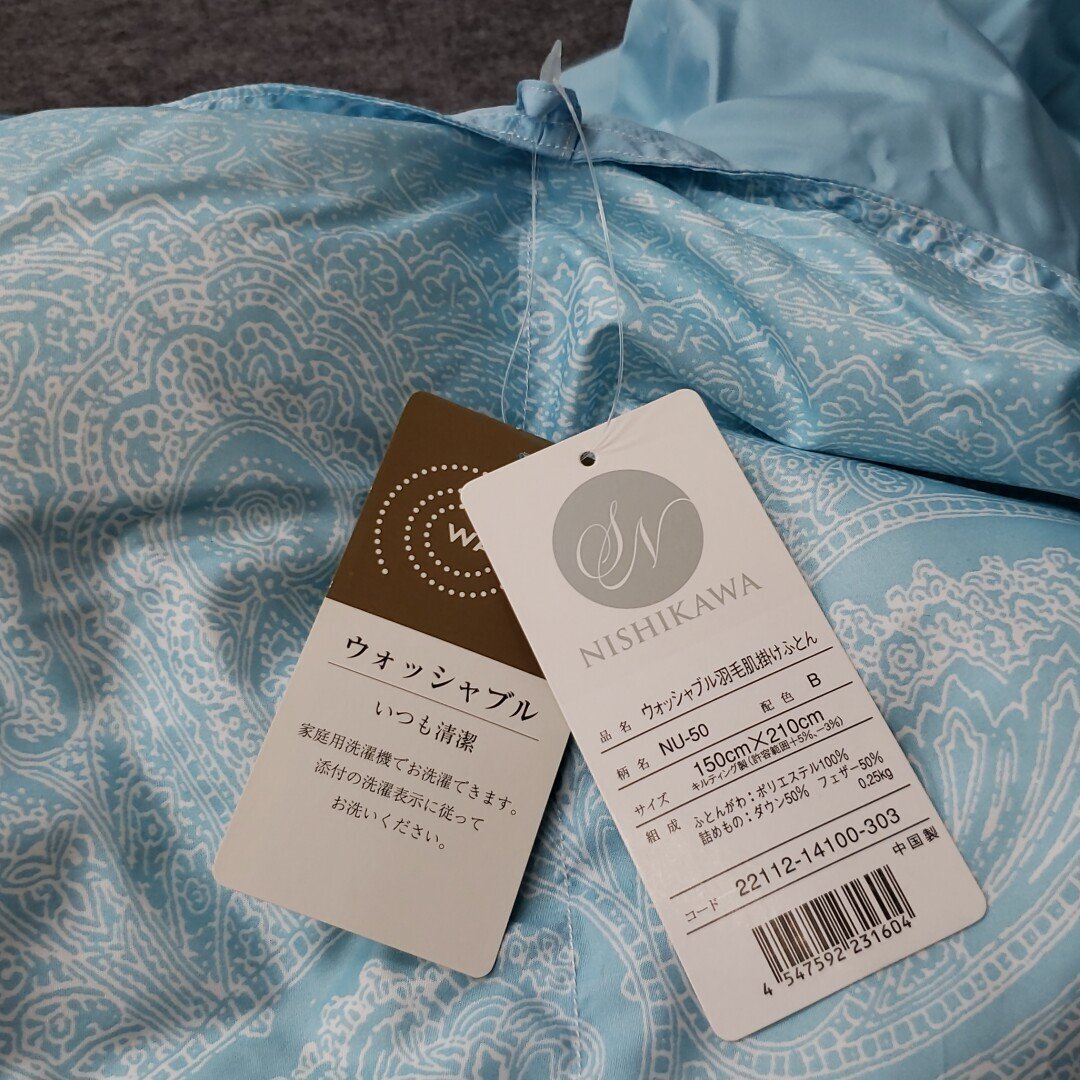 WA
ウォッシャブル
いつも清潔
家庭用洗濯機でお洗濯できます。
添付の洗濯表示に従って
お洗いください。
SN
NISHIKAWA
品名 ウォッシャブル羽毛肌掛けふとん
柄名 NU-50 配色 B
サイズ 150cm×210cm
キルティング製(許容範囲+5%、-3%)
組成 ふとんがわ:ポリエステル100%
詰めもの:ダウン50% フェザー50%
0.25kg
コード 22112-14100-303
中国製
4 547592 231604